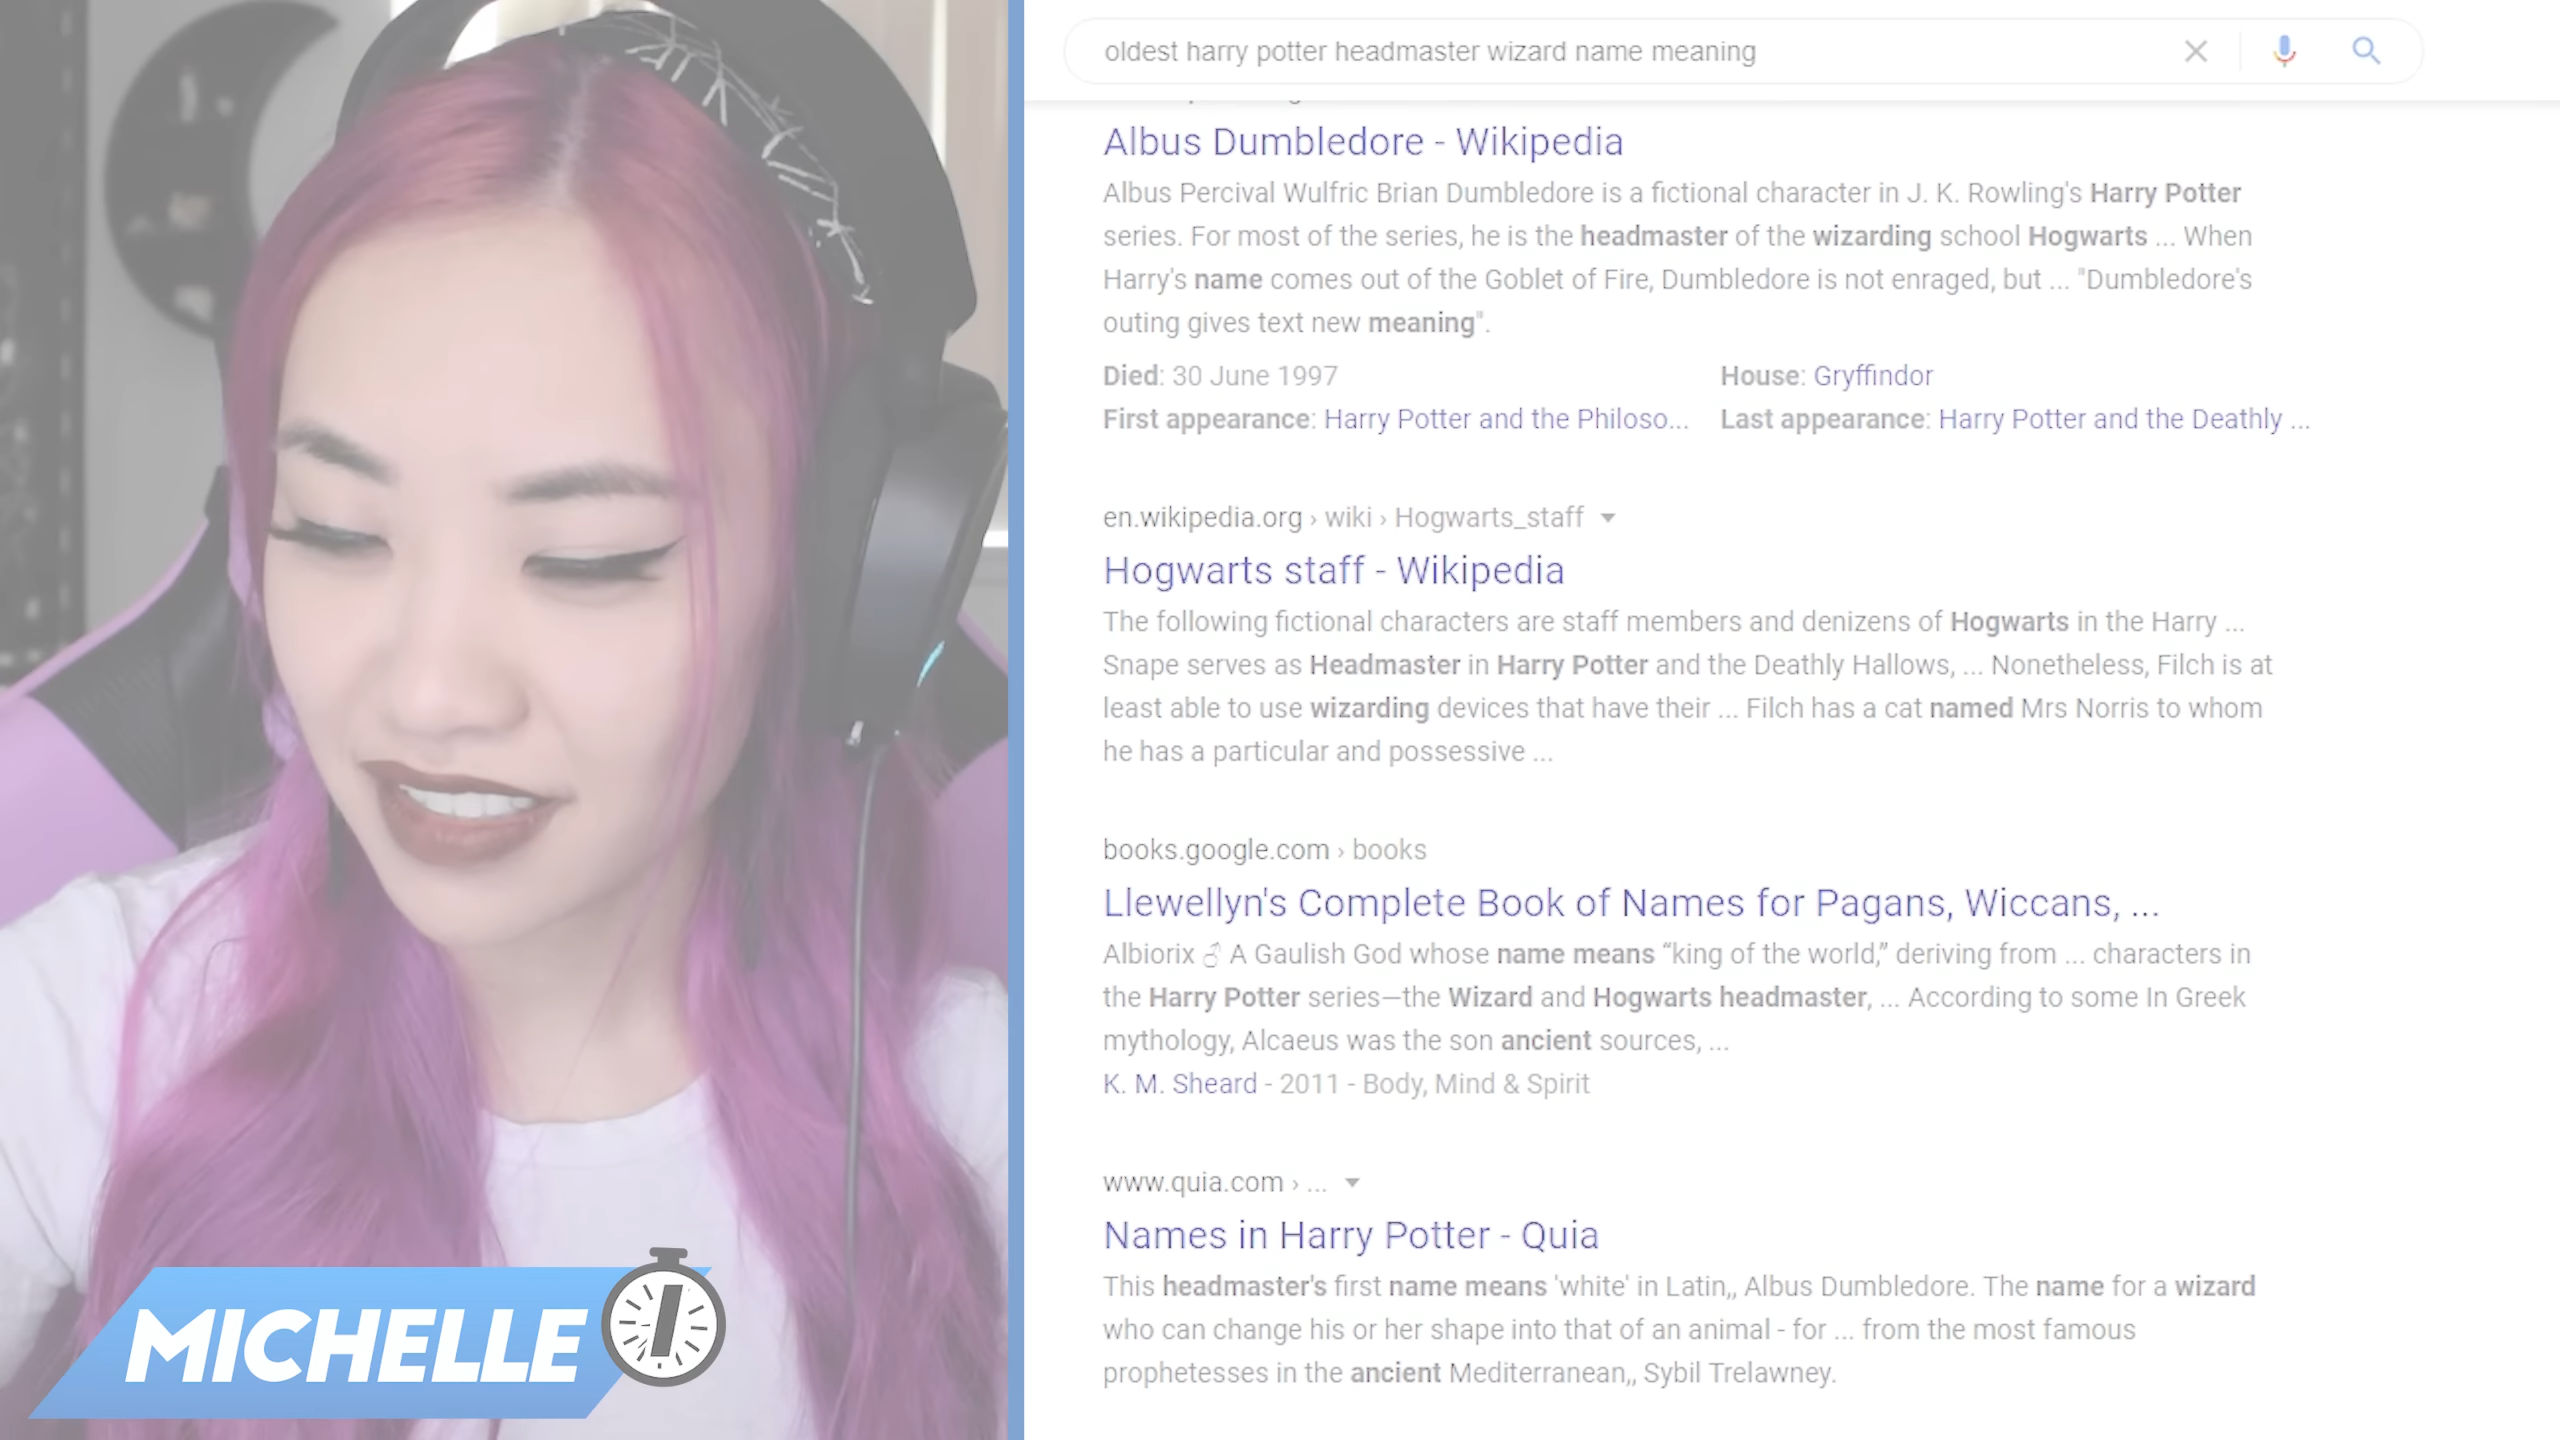 oldest harry potter headmaster wizard name meaning
Albus Dumbledore - Wikipedia
Albus Percival Wulfric Brian Dumbledore is a fictional character in J. K. Rowling's Harry Potter
series. For most of the series, he is the headmaster of the wizarding school Hogwarts ... When
Harry's name comes out of the Goblet of Fire, Dumbledore is not enraged, but ... "Dumbledore's
outing gives text new meaning".
Died: 30 June 1997 House: Gryffindor
First appearance: Harry Potter and the Philoso... Last appearance: Harry Potter and the Deathly ...
en.wikipedia.org › wiki › Hogwarts_staff
Hogwarts staff - Wikipedia
The following fictional characters are staff members and denizens of Hogwarts in the Harry ...
Snape serves as Headmaster in Harry Potter and the Deathly Hallows, ... Nonetheless, Filch is at
least able to use wizarding devices that have their ... Filch has a cat named Mrs Norris to whom
he has a particular and possessive ...
books.google.com › books
Llewellyn's Complete Book of Names for Pagans, Wiccans, ...
Albiorix ♂ A Gaulish God whose name means “king of the world,” deriving from ... characters in
the Harry Potter series—the Wizard and Hogwarts headmaster, ... According to some In Greek
mythology, Alcaeus was the son ancient sources, ...
K. M. Sheard - 2011 - Body, Mind & Spirit
www.quia.com › ...
Names in Harry Potter - Quia
This headmaster's first name means 'white' in Latin,, Albus Dumbledore. The name for a wizard
who can change his or her shape into that of an animal - for ... from the most famous
prophetesses in the ancient Mediterranean,, Sybil Trelawney.
MICHELLE